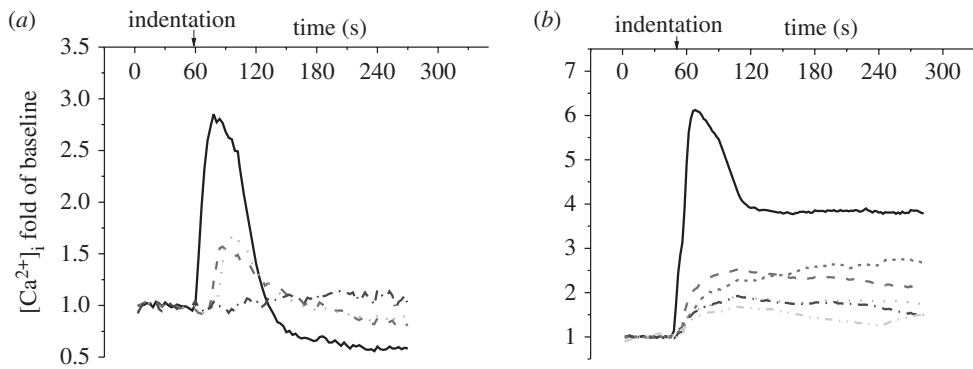 (a) indentation time (s)
3.5
0 60 120 180 240 300
3.0
2.5
2.0
1.5
1.0
0.5
[Ca²⁺]ᵢ fold of baseline
(b) indentation time (s)
7
0 60 120 180 240 300
6
5
4
3
2
1